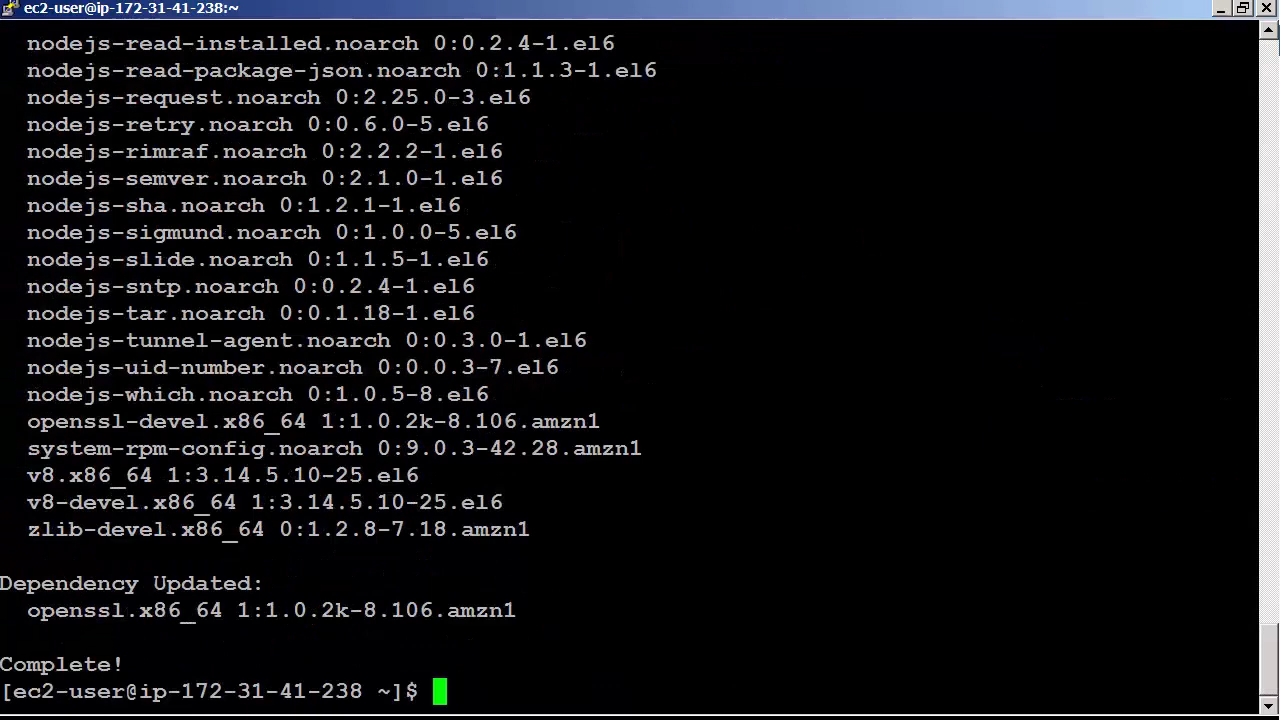 ec2-user@ip-172-31-41-238:~
nodejs-read-installed.noarch 0:0.2.4-1.el6
nodejs-read-package-json.noarch 0:1.1.3-1.el6
nodejs-request.noarch 0:2.25.0-3.el6
nodejs-retry.noarch 0:0.6.0-5.el6
nodejs-rimraf.noarch 0:2.2.2-1.el6
nodejs-semver.noarch 0:2.1.0-1.el6
nodejs-sha.noarch 0:1.2.1-1.el6
nodejs-sigmund.noarch 0:1.0.0-5.el6
nodejs-slide.noarch 0:1.1.5-1.el6
nodejs-sntp.noarch 0:0.2.4-1.el6
nodejs-tar.noarch 0:0.1.18-1.el6
nodejs-tunnel-agent.noarch 0:0.3.0-1.el6
nodejs-uid-number.noarch 0:0.0.3-7.el6
nodejs-which.noarch 0:1.0.5-8.el6
openssl-devel.x86_64 1:1.0.2k-8.106.amzn1
system-rpm-config.noarch 0:9.0.3-42.28.amzn1
v8.x86_64 1:3.14.5.10-25.el6
v8-devel.x86_64 1:3.14.5.10-25.el6
zlib-devel.x86_64 0:1.2.8-7.18.amzn1
Dependency Updated:
openssl.x86_64 1:1.0.2k-8.106.amzn1
Complete!
[ec2-user@ip-172-31-41-238 ~]$